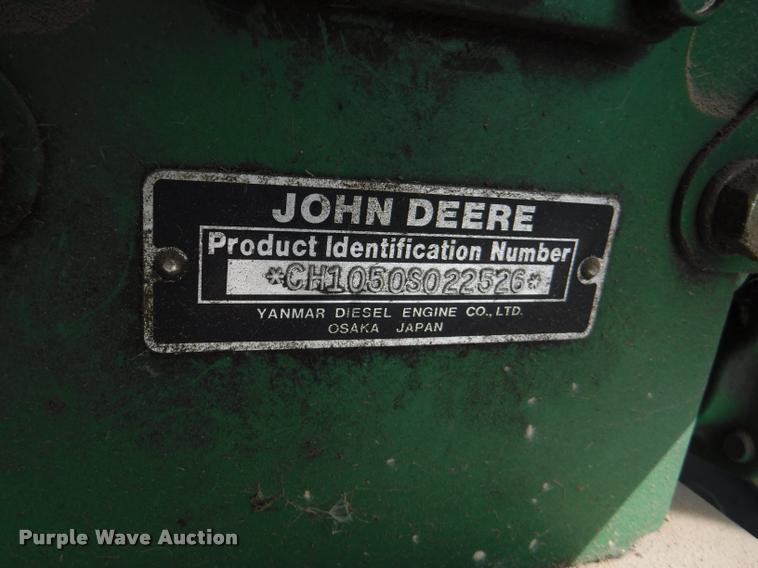 JOHN DEERE
Product Identification Number
*CH1050S022526*
YANMAR DIESEL ENGINE CO., LTD.
OSAKA JAPAN
Purple Wave Auction